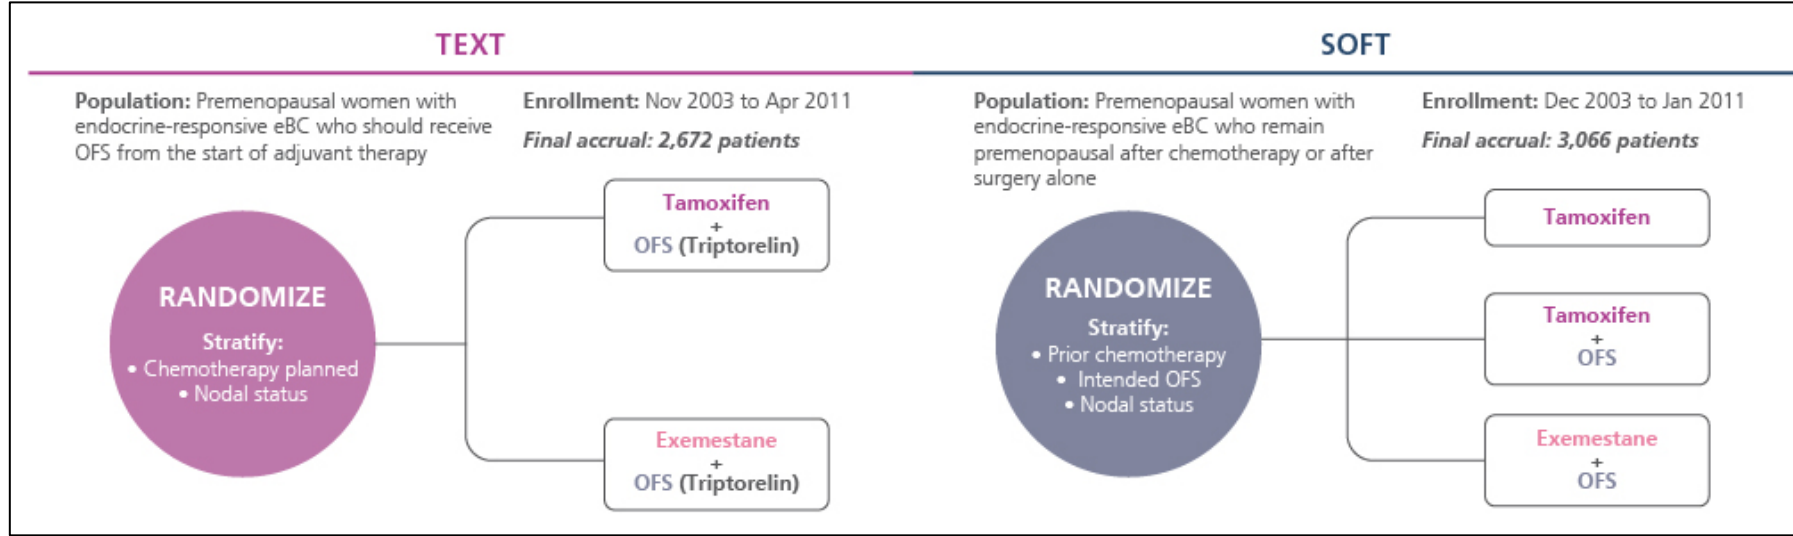 TEXT
Population: Premenopausal women with
endocrine-responsive eBC who should receive
OFS from the start of adjuvant therapy
Enrollment: Nov 2003 to Apr 2011
Final accrual: 2,672 patients
RANDOMIZE
Stratify:
• Chemotherapy planned
• Nodal status
Tamoxifen
+
OFS (Triptorelin)
Exemestane
+
OFS (Triptorelin)
SOFT
Population: Premenopausal women with
endocrine-responsive eBC who remain
premenopausal after chemotherapy or after
surgery alone
Enrollment: Dec 2003 to Jan 2011
Final accrual: 3,066 patients
RANDOMIZE
Stratify:
• Prior chemotherapy
• Intended OFS
• Nodal status
Tamoxifen
Tamoxifen
+
OFS
Exemestane
+
OFS